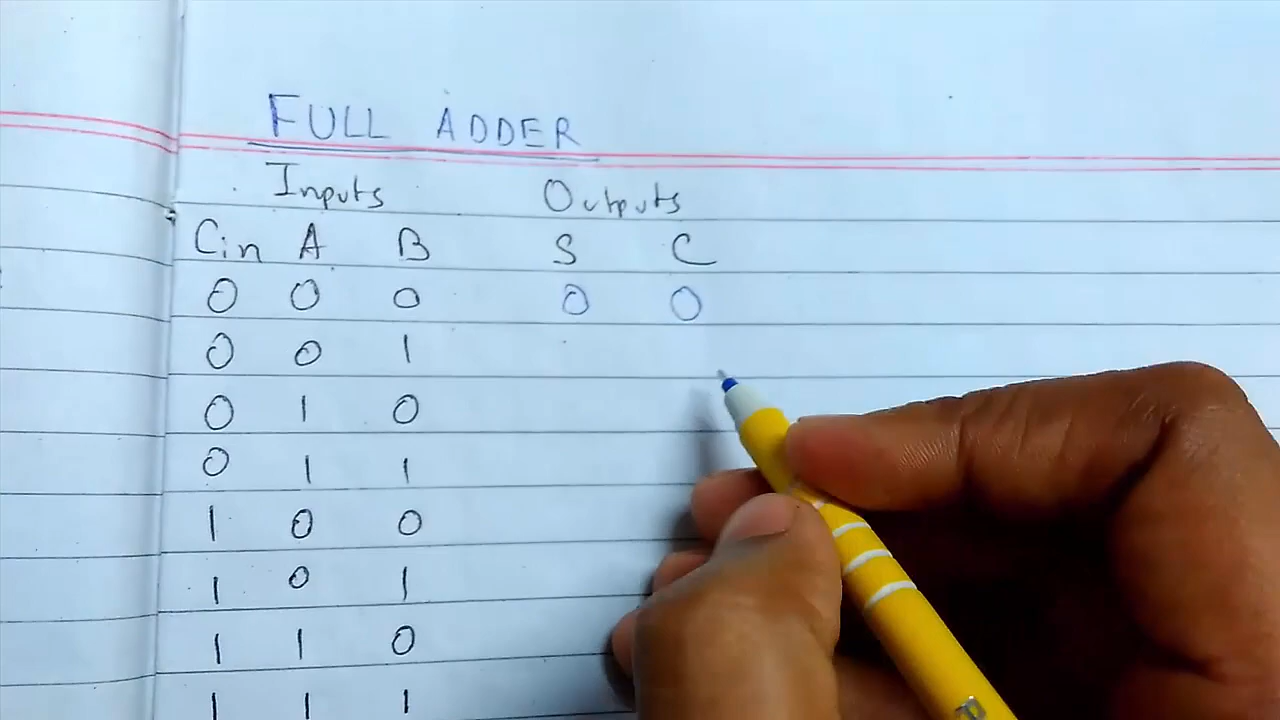 FULL ADDER
Inputs Outputs
Cin A B S C
0 0 0 0 0
0 0 1
0 1 0
0 1 1
1 0 0
1 0 1
1 1 0
1 1 1